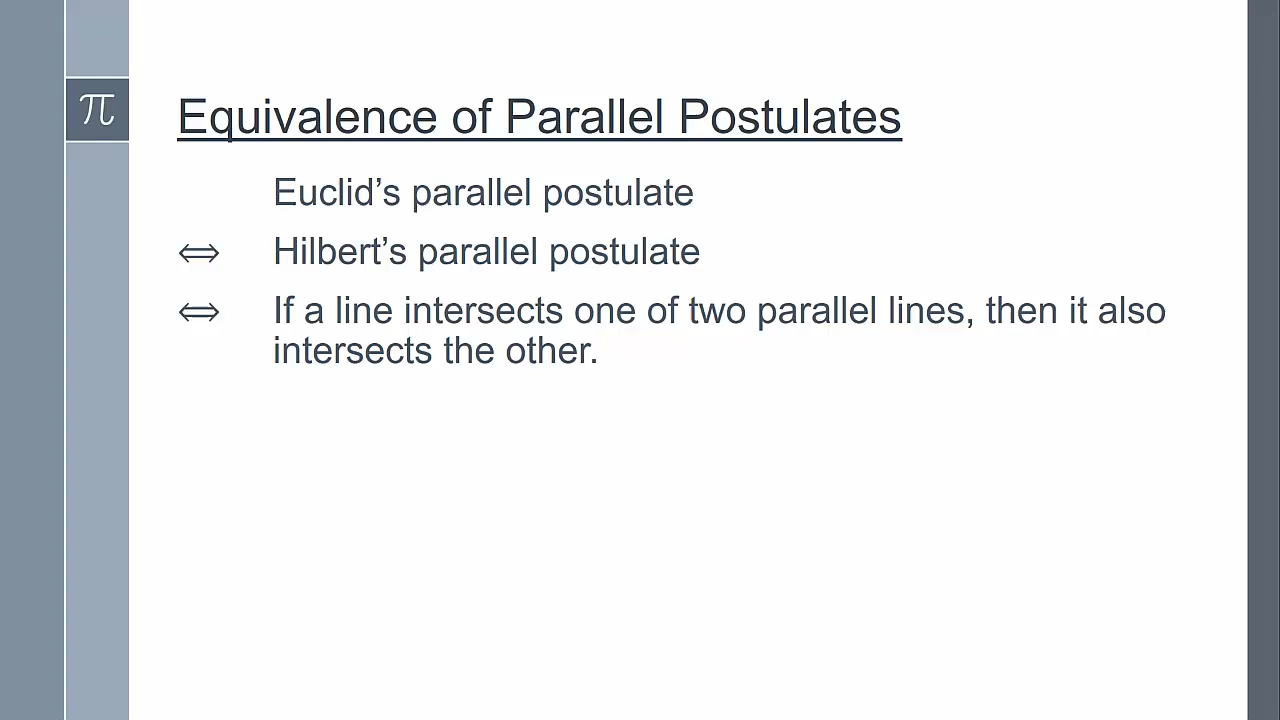 π
Equivalence of Parallel Postulates
Euclid’s parallel postulate
⇔ Hilbert’s parallel postulate
⇔ If a line intersects one of two parallel lines, then it also
intersects the other.